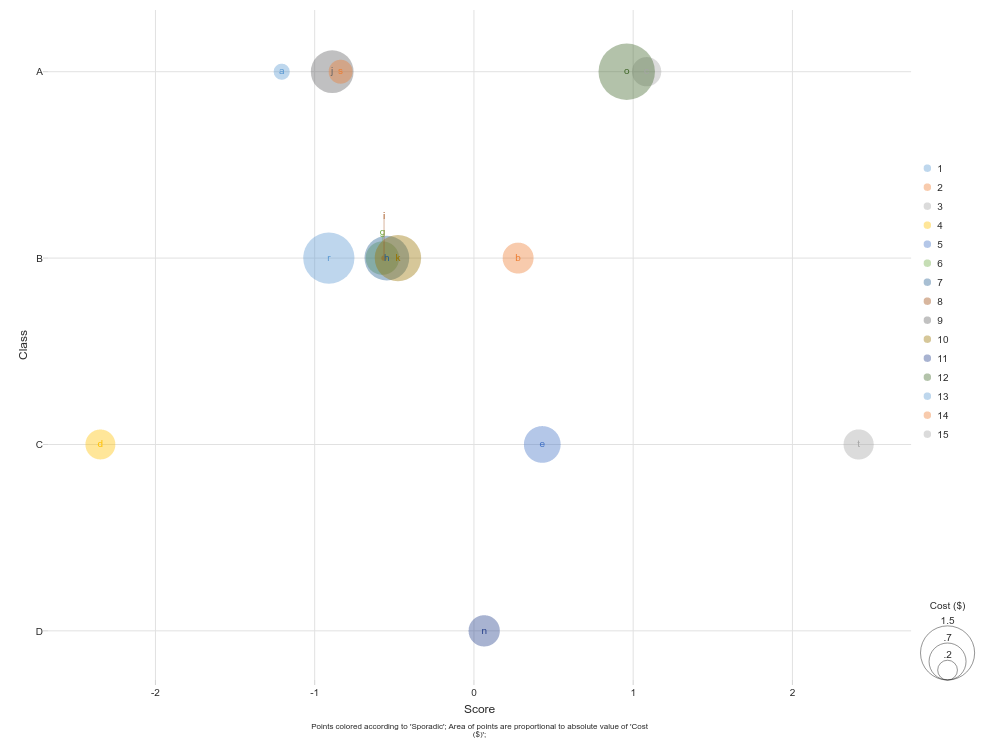 A
B
C
D
Class
a
j
s
o
i
g
r
h
k
b
d
e
t
n
-2
-1
0
1
2
Score
Points colored according to 'Sporadic'; Area of points are proportional to absolute value of 'Cost
($)';
1
2
3
4
5
6
7
8
9
10
11
12
13
14
15
Cost ($)
1.5
.7
.2